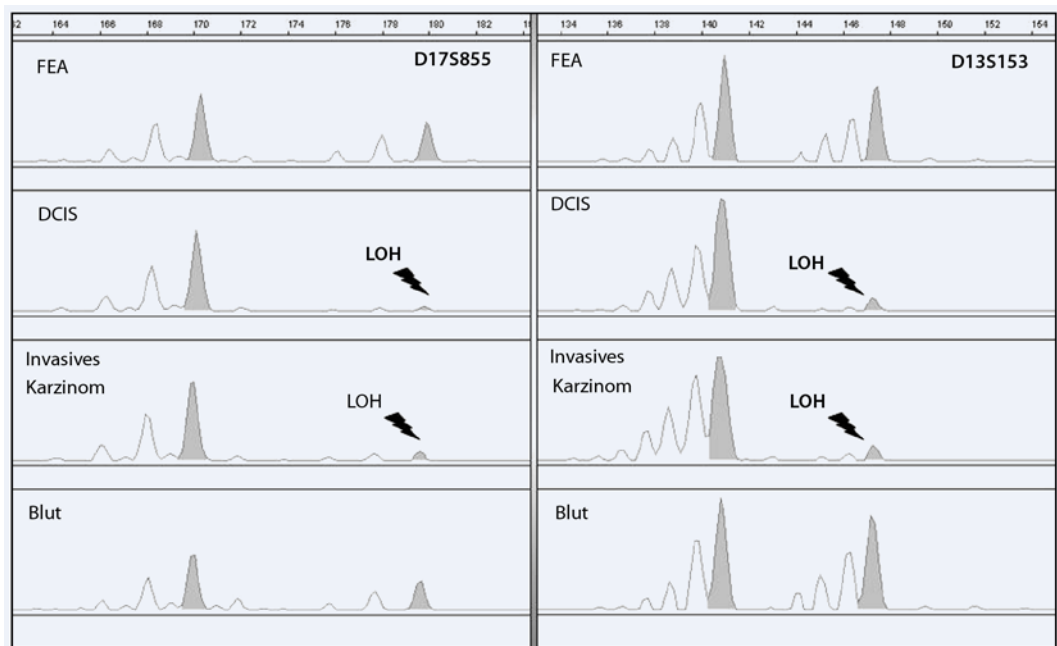 164 166 168 170 172 174 176 178 180 182
D17S855
FEA
DCIS
LOH
Invasives
Karzinom
LOH
Blut
134 136 138 140 142 144 146 148 150 152 154
D13S153
FEA
DCIS
LOH
Invasives
Karzinom
LOH
Blut